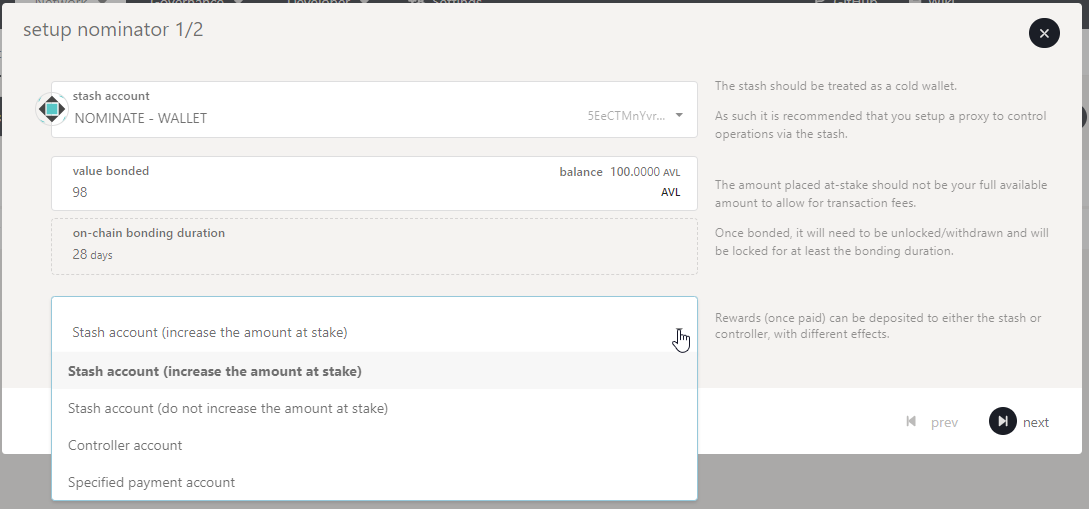 Network
Governance
Developer
Settings
GitHub
Wiki
setup nominator 1/2
stash account
NOMINATE - WALLET
5EeCTMnYvr...
The stash should be treated as a cold wallet.
As such it is recommended that you setup a proxy to control
operations via the stash.
value bonded
balance 100.0000 AVL
98
AVL
The amount placed at-stake should not be your full available
amount to allow for transaction fees.
on-chain bonding duration
28 days
Once bonded, it will need to be unlocked/withdrawn and will
be locked for at least the bonding duration.
Stash account (increase the amount at stake)
Rewards (once paid) can be deposited to either the stash or
controller, with different effects.
Stash account (increase the amount at stake)
Stash account (do not increase the amount at stake)
Controller account
Specified payment account
prev
next